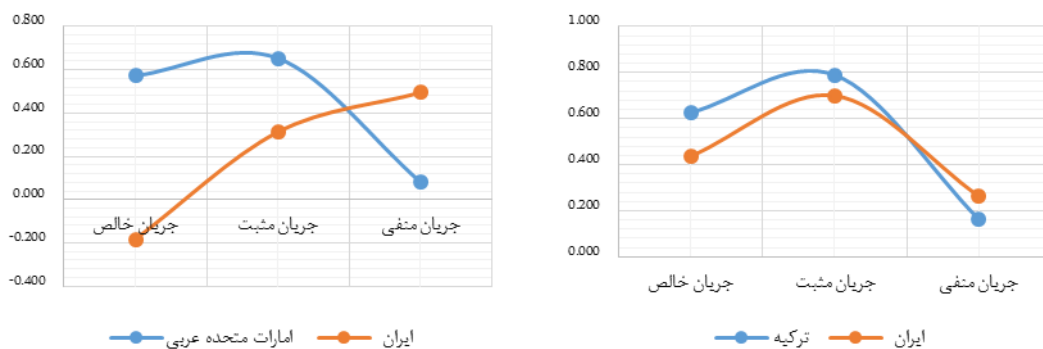 0.800
0.600
0.400
0.200
0.000
-0.200
-0.400
جریان خالص
جریان مثبت
جریان منفی
امارات متحده عربی
ایران
1.000
0.800
0.600
0.400
0.200
0.000
جریان خالص
جریان مثبت
جریان منفی
ترکیه
ایران